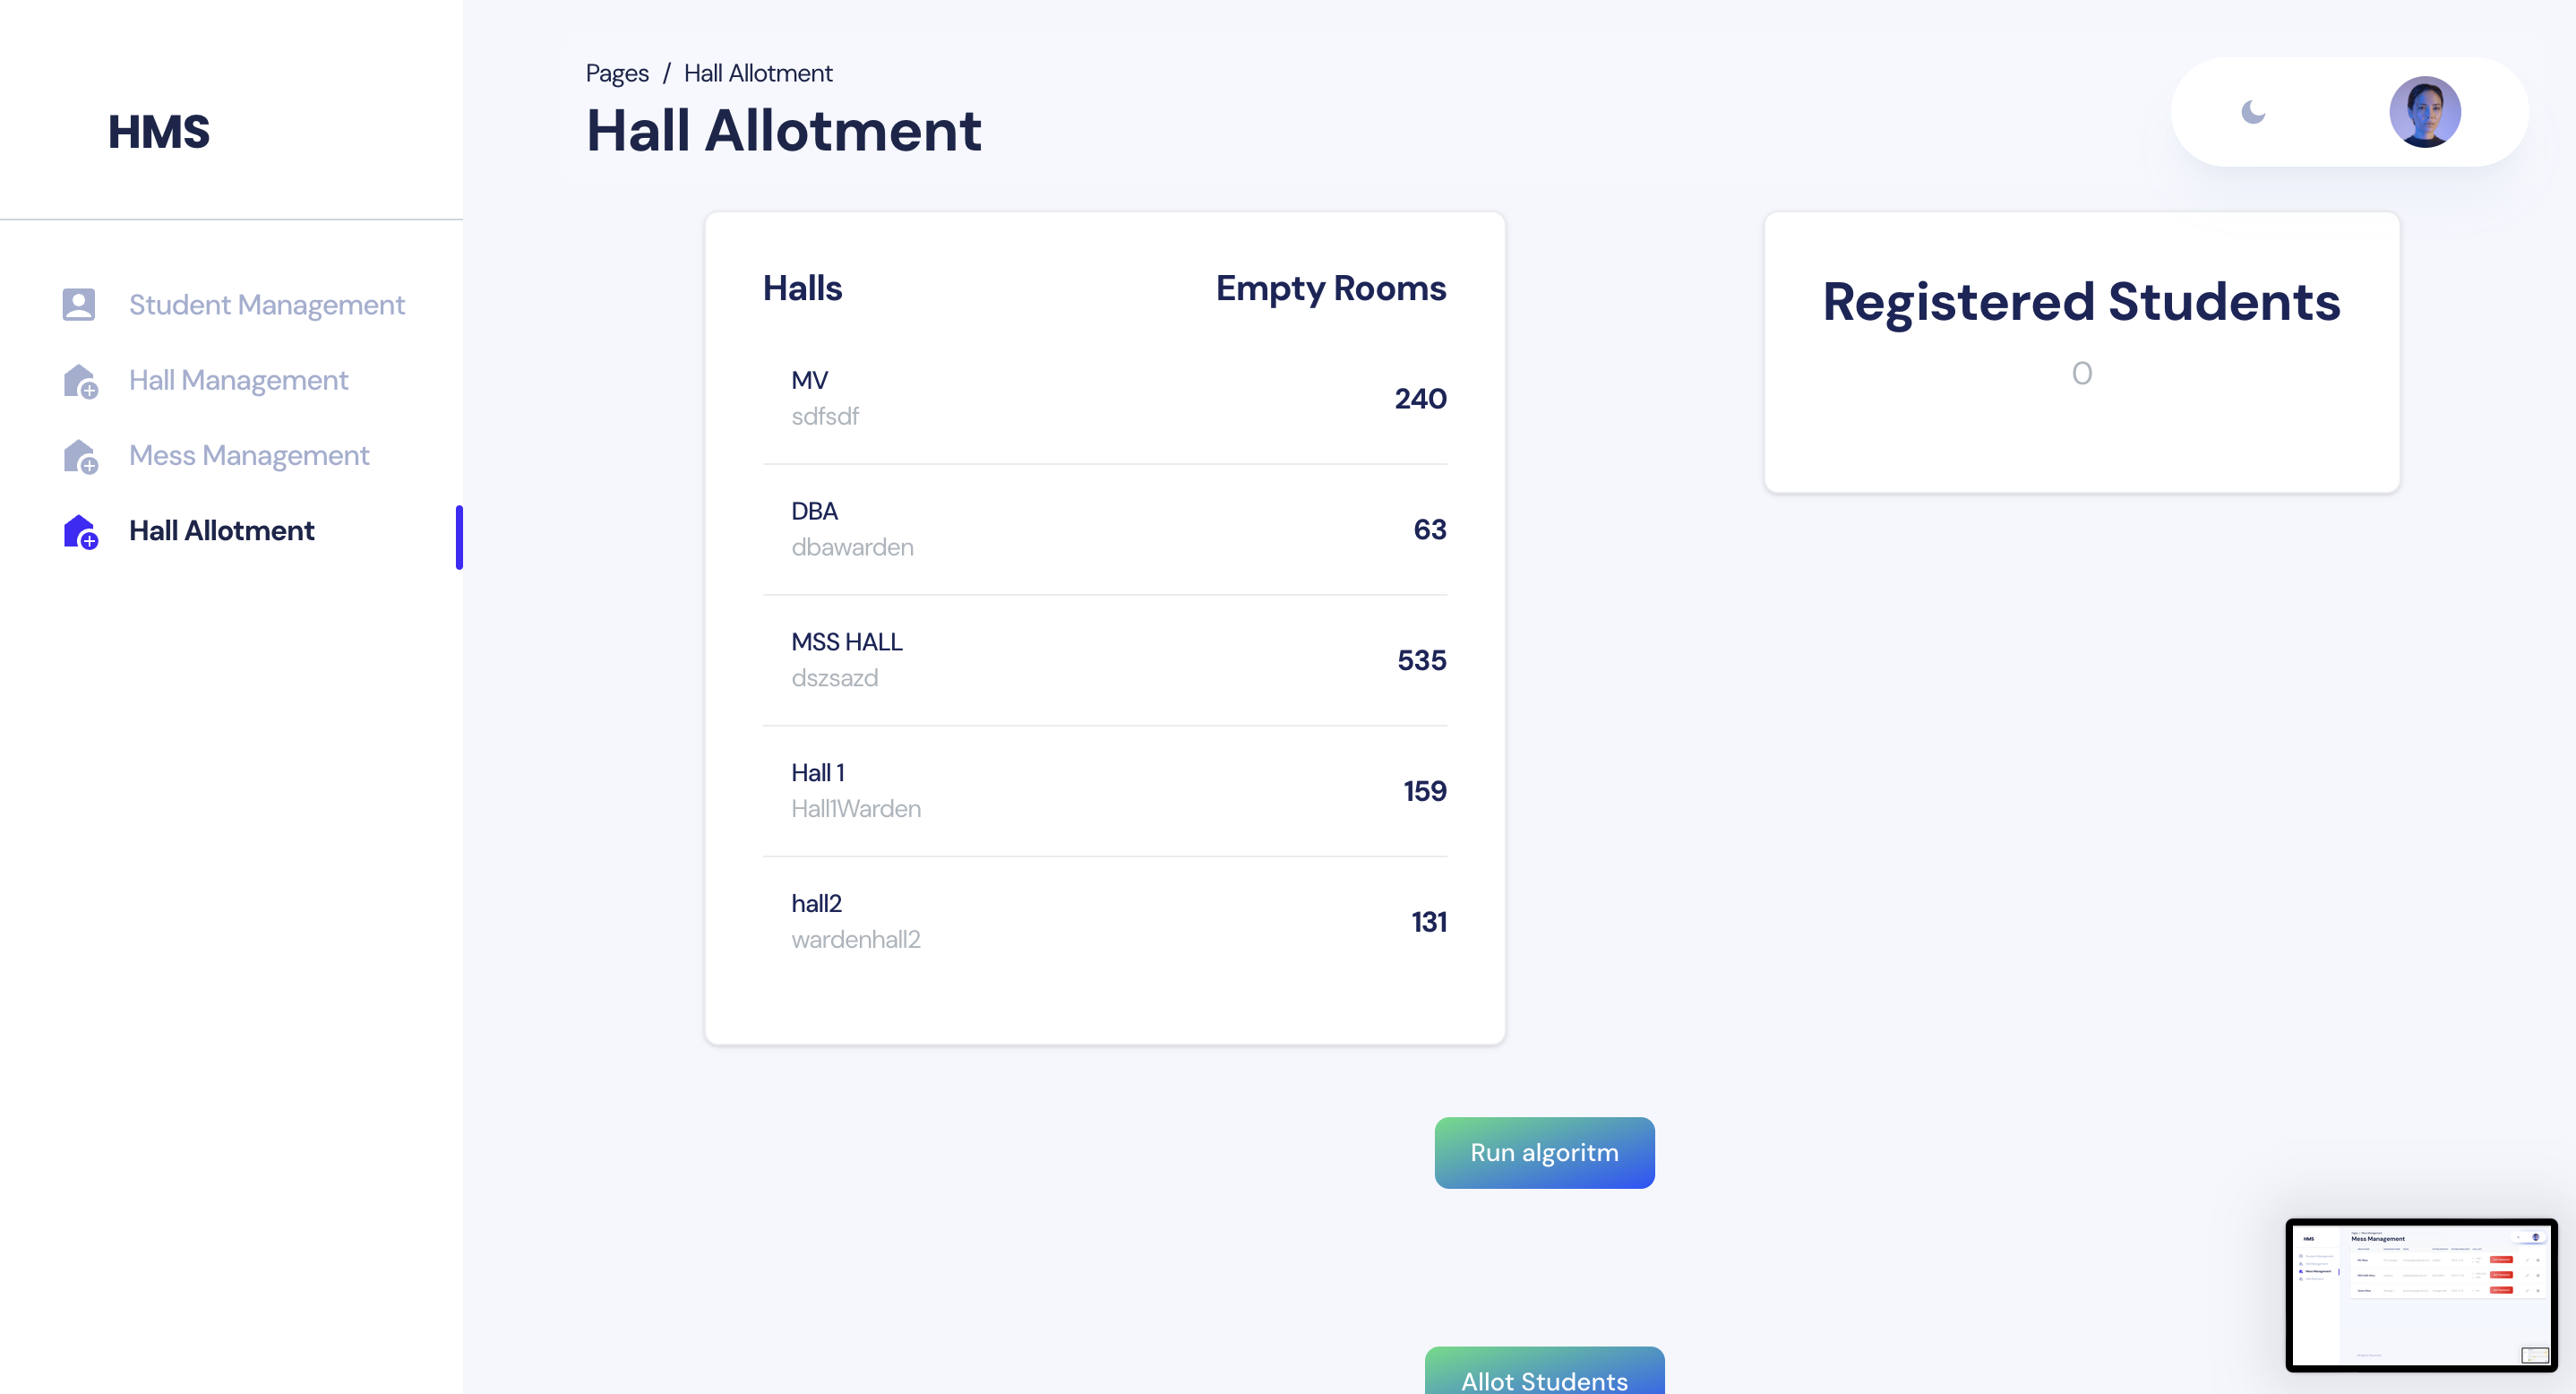 HMS
Student Management
Hall Management
Mess Management
Hall Allotment
Pages / Hall Allotment
Hall Allotment
Halls Empty Rooms
MV
sdfsdf
240
DBA
dbawarden
63
MSS HALL
dszsazd
535
Hall 1
Hall1Warden
159
hall2
wardenhall2
131
Registered Students
0
Run algoritm
Allot Students
HMS
Mess Management